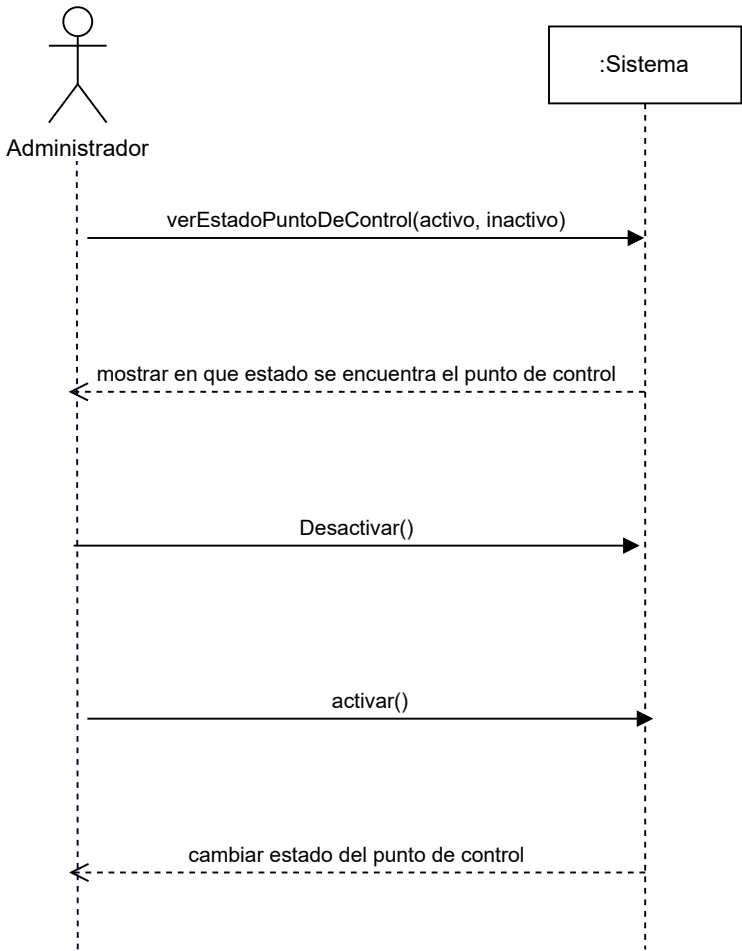 :Sistema
Administrador
verEstadoPuntoDeControl(activo, inactivo)
mostrar en que estado se encuentra el punto de control
Desactivar()
activar()
cambiar estado del punto de control